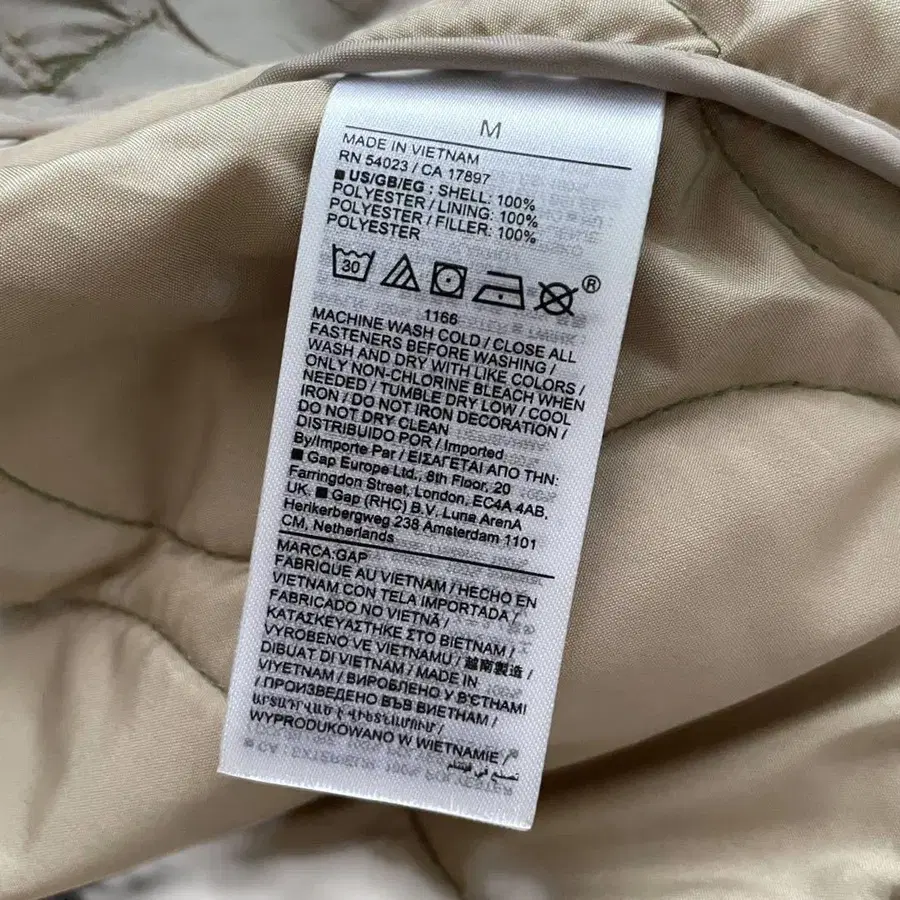 M
MADE IN VIETNAM
RN 54023 / CA 17897
■ US/GB/EG : SHELL: 100%
POLYESTER / LINING: 100%
POLYESTER / FILLER: 100%
POLYESTER
30 ®
1166
MACHINE WASH COLD / CLOSE ALL
FASTENERS BEFORE WASHING /
WASH AND DRY WITH LIKE COLORS /
ONLY NON-CHLORINE BLEACH WHEN
NEEDED / TUMBLE DRY LOW / COOL
IRON / DO NOT IRON DECORATION /
DO NOT DRY CLEAN
DISTRIBUIDO POR / Imported
By/Importe Par / ΕΙΣΑΓΕΤΑΙ ΑΠΟ ΤΗΝ:
■ Gap Europe Ltd., 8th Floor, 20
Farringdon Street, London, EC4A 4AB,
UK. ■ Gap (RHC) B.V. Luna ArenA
Herikerbergweg 238 Amsterdam 1101
CM, Netherlands
MARCA:GAP
FABRIQUE AU VIETNAM / HECHO EN
VIETNAM CON TELA IMPORTADA /
FABRICADO NO VIETNÃ /
ΚΑΤΑΣΚΕΥΑΣΤΗΚΕ ΣΤΟ ΒΙΕΤΝΑΜ /
VYROBENO VE VIETNAMU / 越南製造 /
DIBUAT DI VIETNAM / MADE IN
VIYETNAM / ВИРОБЛЕНО У В'ЄТНАМІ
/ ПРОИЗВЕДЕНО ВЪВ ВИЕТНАМ /
ԱՐՏԱԴՐՎԱԾ Է ՎԻԵՏՆԱՄՈՒՄ /
WYPRODUKOWANO W WIETNAMIE /
صنع في فيتنام